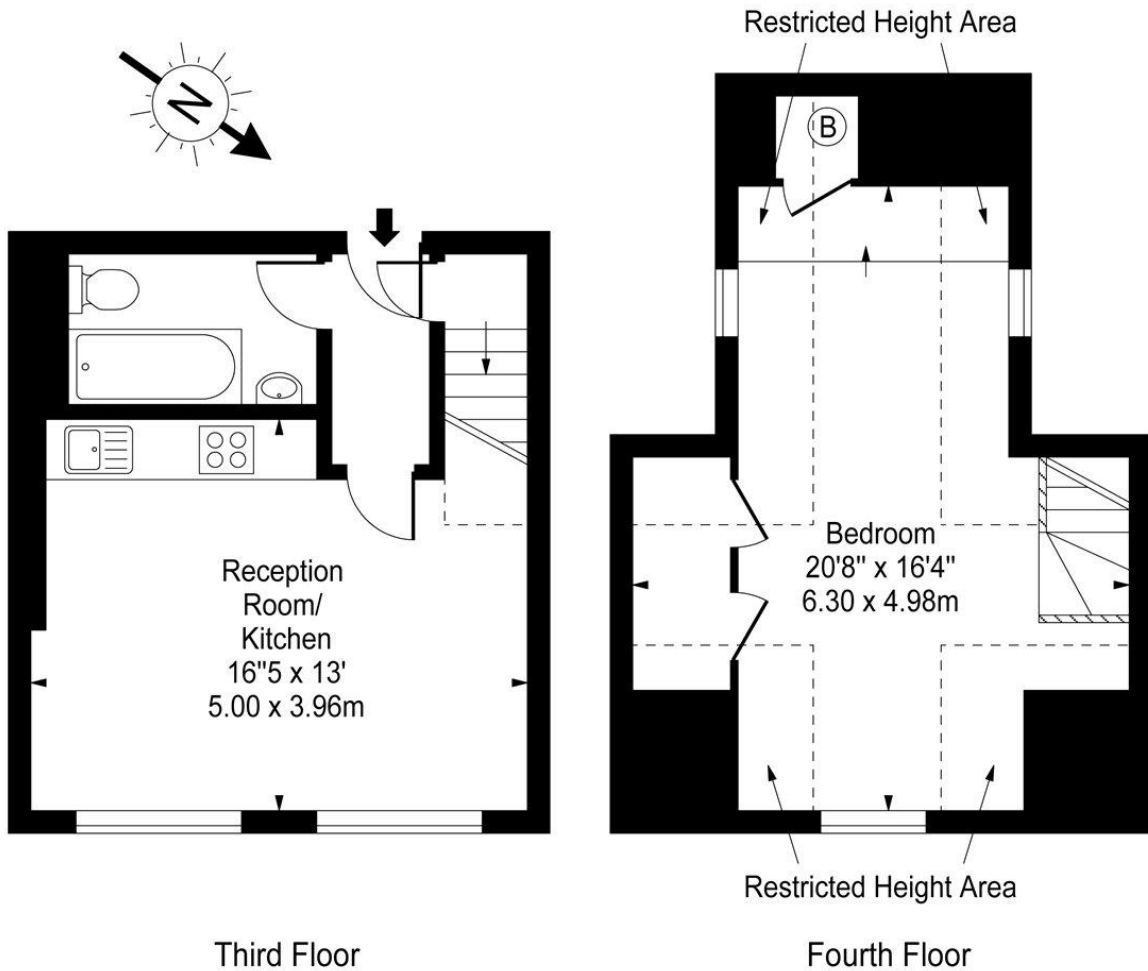 Restricted Height Area
N
B
Reception
Room/
Kitchen
16"5 x 13'
5.00 x 3.96m
Bedroom
20'8" x 16'4"
6.30 x 4.98m
Restricted Height Area
Third Floor
Fourth Floor